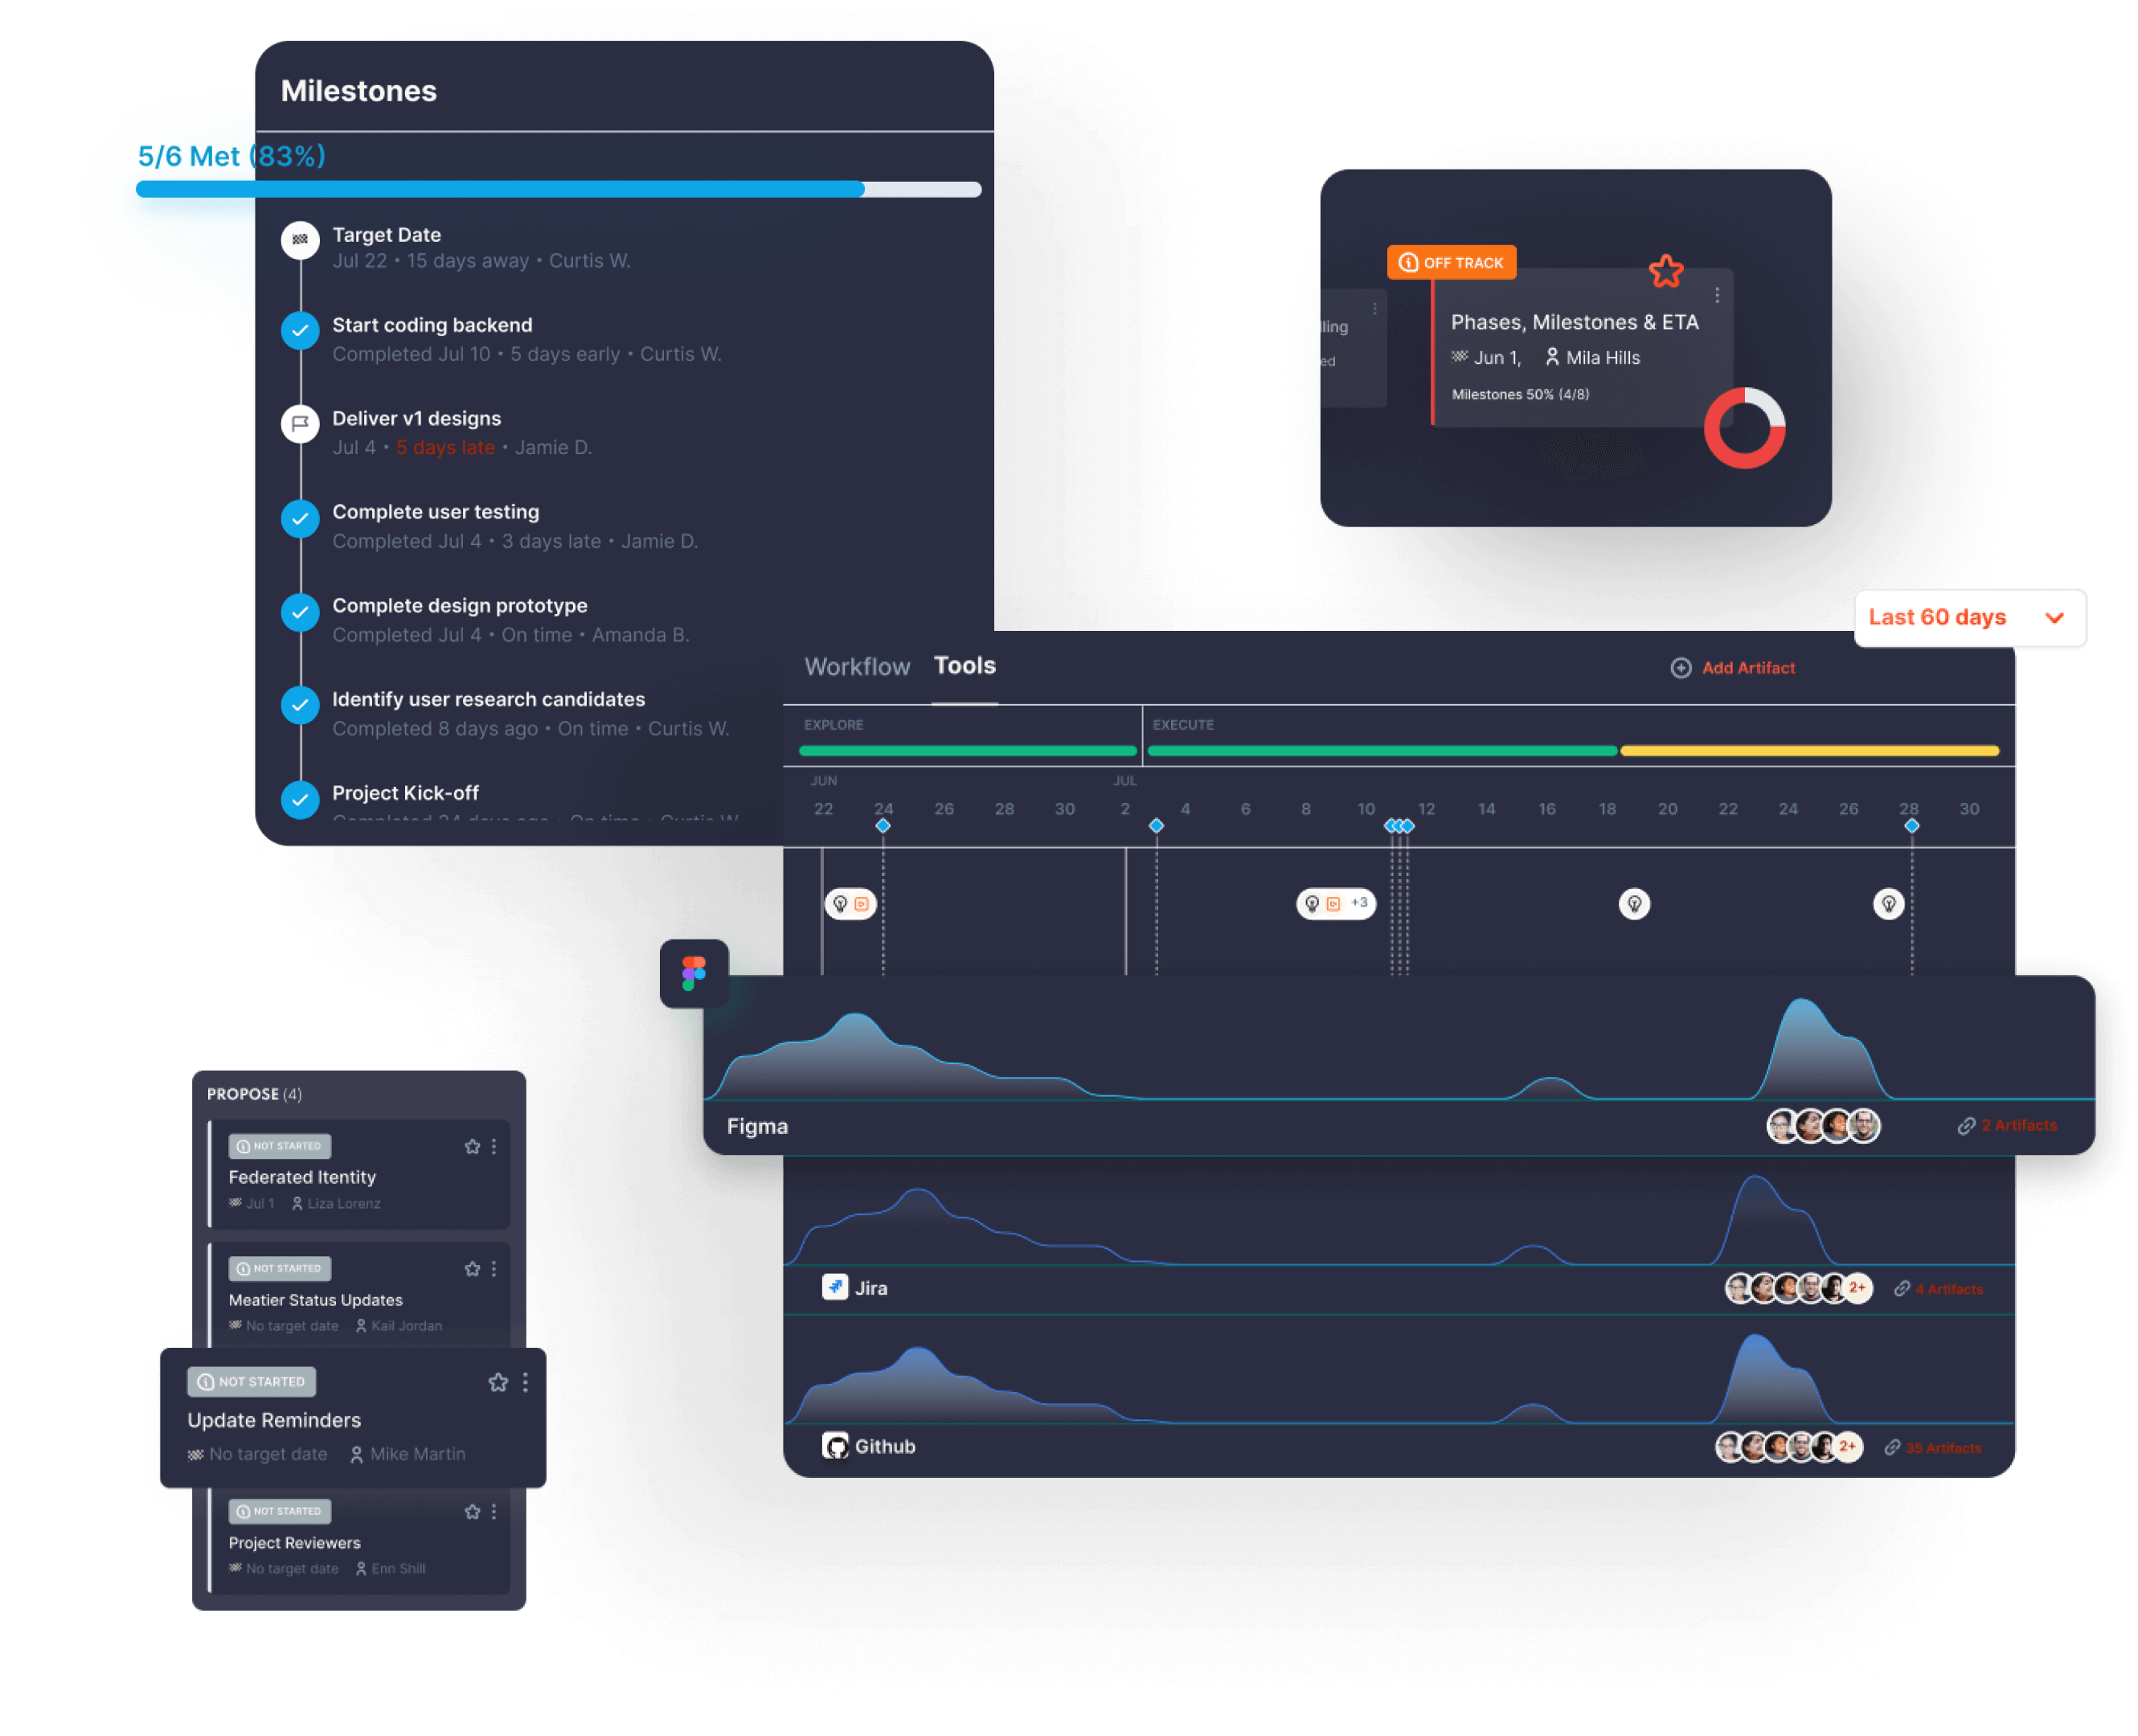 Milestones
5/6 Met (83%)
Target Date
Jul 22 • 15 days away • Curtis W.
Start coding backend
Completed Jul 10 • 5 days early • Curtis W.
Deliver v1 designs
Jul 4 • 5 days late • Jamie D.
Complete user testing
Completed Jul 4 • 3 days late • Jamie D.
Complete design prototype
Completed Jul 4 • On time • Amanda B.
Identify user research candidates
Completed 8 days ago • On time • Curtis W.
Project Kick-off
Completed 24 days ago • On time • Curtis W.
OFF TRACK
lling
ed
Phases, Milestones & ETA
Jun 1, Mila Hills
Milestones 50% (4/8)
Last 60 days
Workflow Tools Add Artifact
EXPLORE EXECUTE
JUN JUL
22 24 26 28 30 2 4 6 8 10 12 14 16 18 20 22 24 26 28 30
+3
Figma 2 Artifacts
Jira 2+ 4 Artifacts
Github 2+ 35 Artifacts
PROPOSE (4)
NOT STARTED
Federated Itentity
Jul 1 Liza Lorenz
NOT STARTED
Meatier Status Updates
No target date Kail Jordan
NOT STARTED
Update Reminders
No target date Mike Martin
NOT STARTED
Project Reviewers
No target date Enn Shill